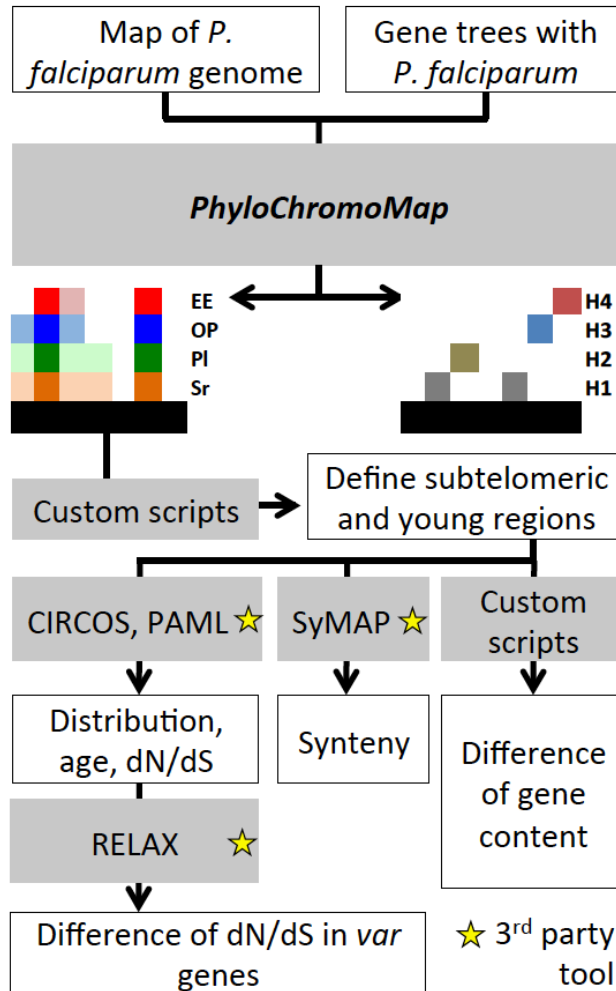 Map of P.
falciparum genome
Gene trees with
P. falciparum
PhyloChromoMap
EE
OP
Pl
Sr
H4
H3
H2
H1
Custom scripts
Define subtelomeric
and young regions
CIRCOS, PAML
SyMAP
Custom
scripts
Distribution,
age, dN/dS
Synteny
Difference
of gene
content
RELAX
Difference of dN/dS in var
genes
3rd party
tool